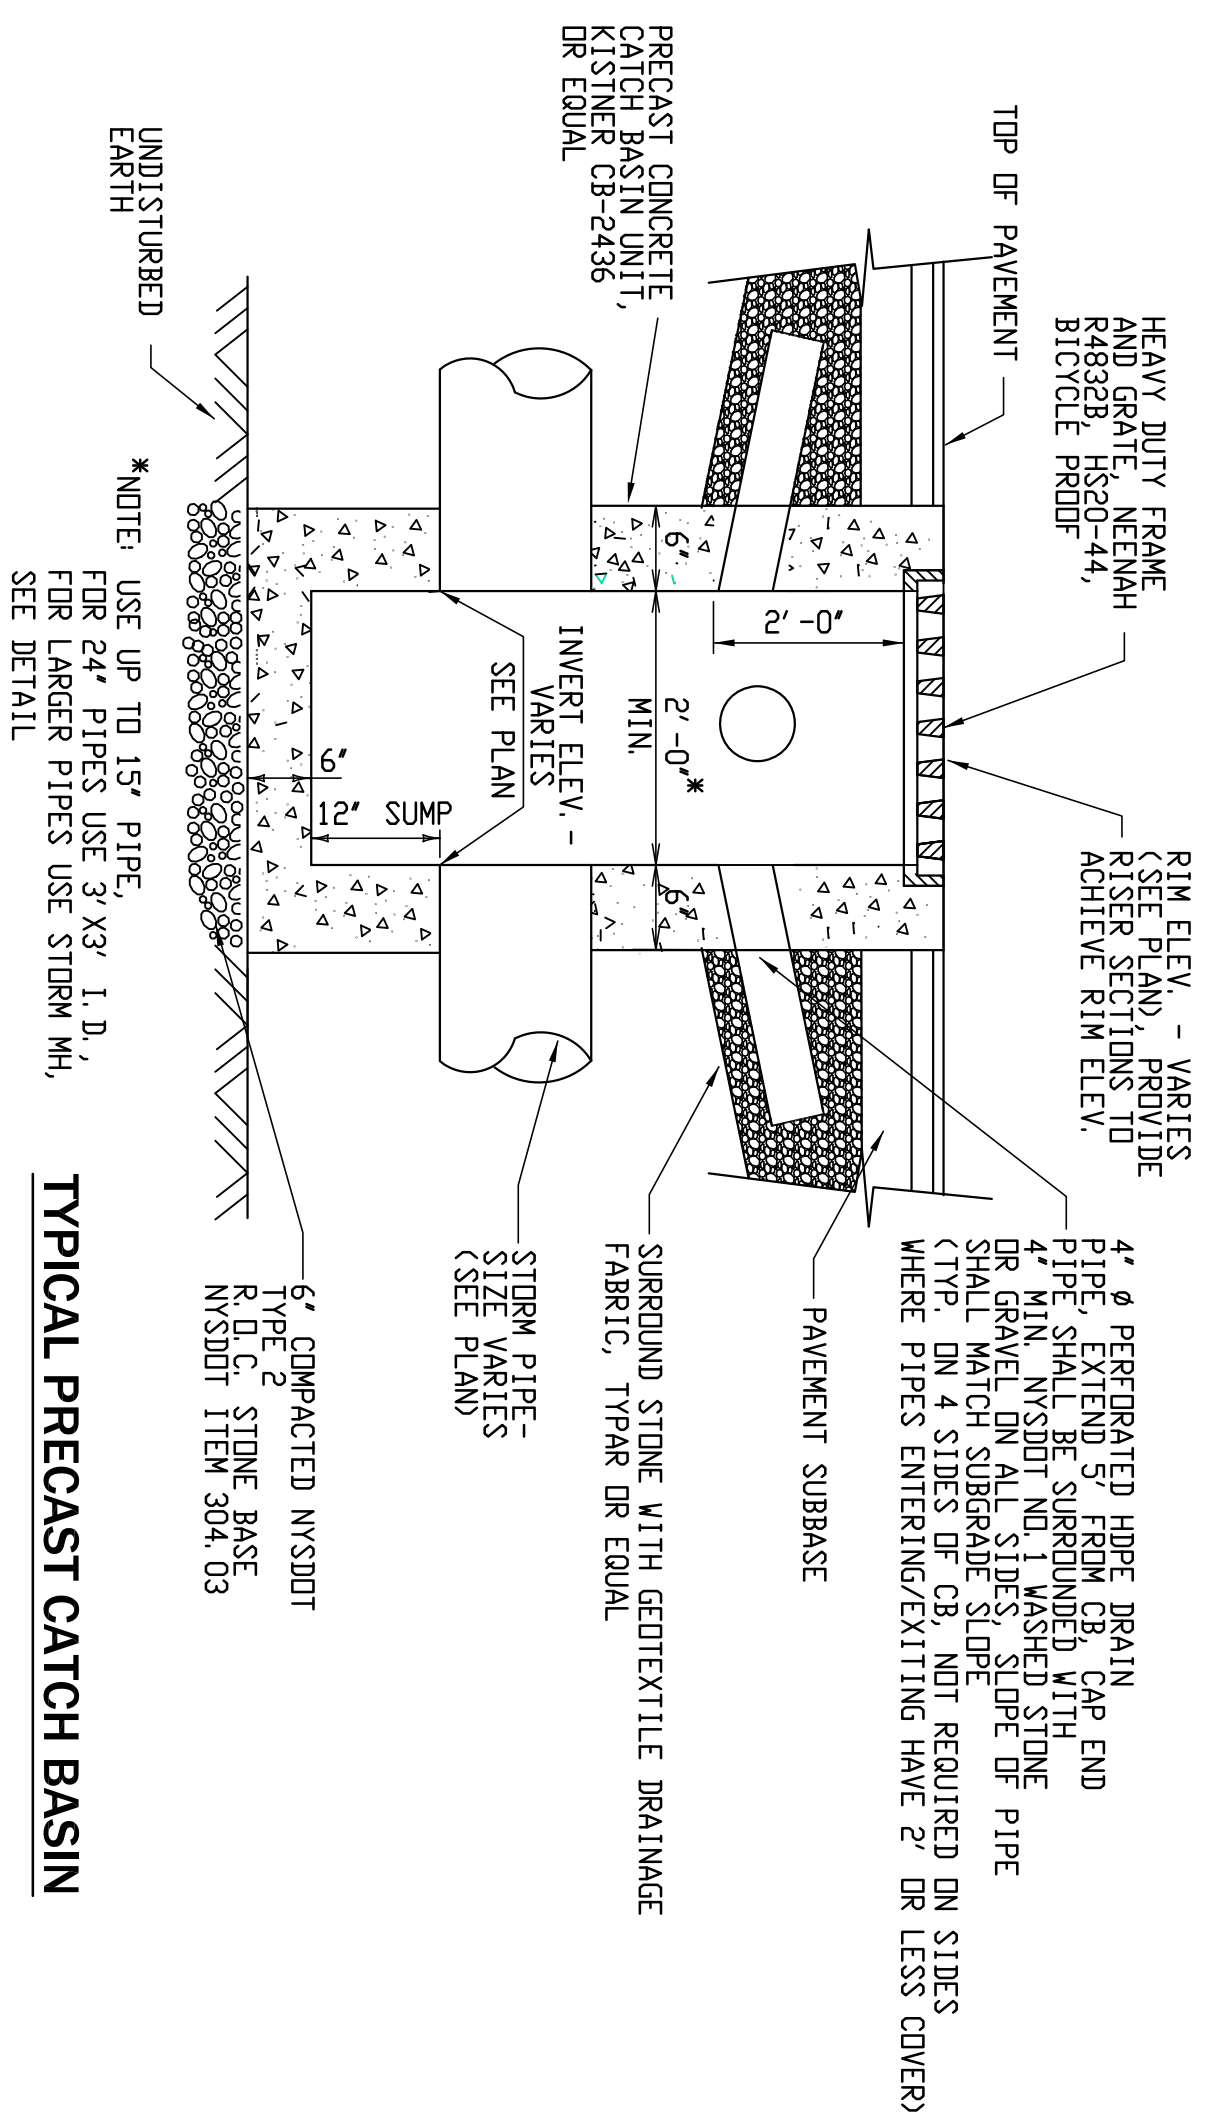 HEAVY DUTY FRAME
AND GRATE, NEENAH
R4832B, HS20-44,
BICYCLE PROOF
RIM ELEV. - VARIES
(SEE PLAN), PROVIDE
RISER SECTIONS TO
ACHIEVE RIM ELEV.
TOP OF PAVEMENT
4" Ø PERFORATED HDPE DRAIN
PIPE, EXTEND 5' FROM CB, CAP END
PIPE SHALL BE SURROUNDED WITH
4" MIN. NYSDOT NO. 1 WASHED STONE
OR GRAVEL ON ALL SIDES, SLOPE OF PIPE
SHALL MATCH SUBGRADE SLOPE
(TYP. ON 4 SIDES OF CB, NOT REQUIRED ON SIDES
WHERE PIPES ENTERING/EXITING HAVE 2' OR LESS COVER)
PAVEMENT SUBBASE
2'-0"
PRECAST CONCRETE
CATCH BASIN UNIT,
KISTNER CB-2436
OR EQUAL
6"
2'-0"*
MIN.
6"
SURROUND STONE WITH GEOTEXTILE DRAINAGE
FABRIC, TYPAR OR EQUAL
INVERT ELEV. -
VARIES
SEE PLAN
STORM PIPE-
SIZE VARIES
(SEE PLAN)
12" SUMP
6"
6" COMPACTED NYSDOT
TYPE 2
R.O.C. STONE BASE
NYSDOT ITEM 304.03
UNDISTURBED
EARTH
*NOTE: USE UP TO 15" PIPE,
FOR 24" PIPES USE 3'X3' I.D.,
FOR LARGER PIPES USE STORM MH,
SEE DETAIL
TYPICAL PRECAST CATCH BASIN